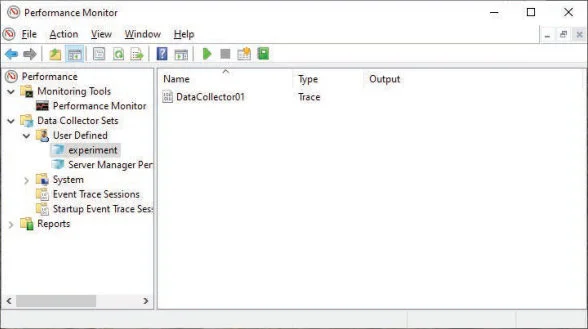 Performance Monitor
File Action View Window Help
Performance
Monitoring Tools
Performance Monitor
Data Collector Sets
User Defined
experiment
Server Manager Per
System
Event Trace Sessions
Startup Event Trace Ses
Reports
Name Type Output
DataCollector01 Trace